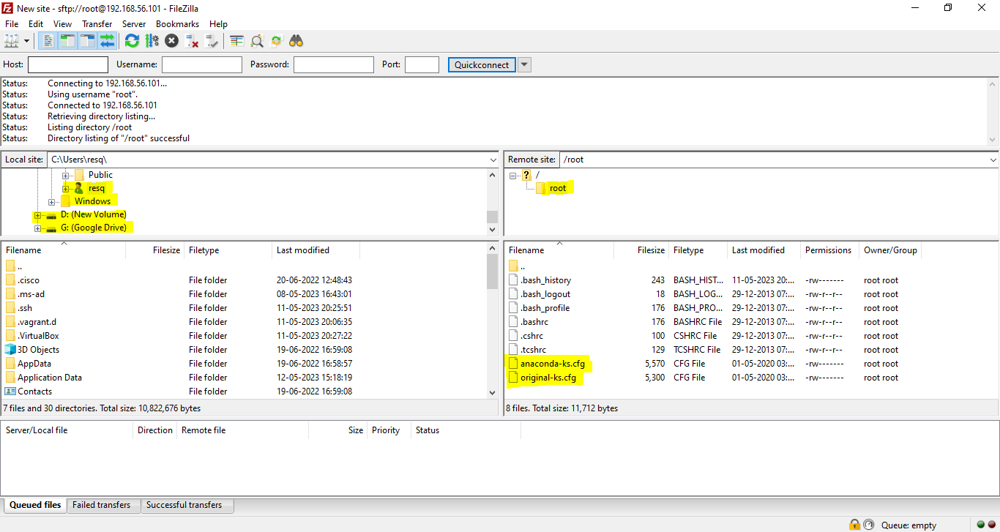 New site - sftp://root@192.168.56.101 - FileZilla
File Edit View Transfer Server Bookmarks Help
Host: Username: Password: Port: Quickconnect
Status: Connecting to 192.168.56.101...
Status: Using username "root".
Status: Connected to 192.168.56.101
Status: Retrieving directory listing...
Status: Listing directory /root
Status: Directory listing of "/root" successful
Local site: C:\Users\resq\
Public
resq
Windows
D: (New Volume)
G: (Google Drive)
Remote site: /root
/
root
Filename Filesize Filetype Last modified
..
.cisco File folder 20-06-2022 12:48:43
.ms-ad File folder 08-05-2023 16:43:01
.ssh File folder 11-05-2023 20:25:51
.vagrant.d File folder 11-05-2023 20:06:35
.VirtualBox File folder 11-05-2023 20:27:22
3D Objects File folder 19-06-2022 16:59:08
AppData File folder 19-06-2022 16:58:57
Application Data File folder 12-05-2023 15:18:19
Contacts File folder 19-06-2022 16:59:08
7 files and 30 directories. Total size: 10,822,676 bytes
Filename Filesize Filetype Last modified Permissions Owner/Group
..
.bash_history 243 BASH_HIST... 11-05-2023 20:... -rw------- root root
.bash_logout 18 BASH_LOG... 29-12-2013 07:... -rw-r--r-- root root
.bash_profile 176 BASH_PRO... 29-12-2013 07:... -rw-r--r-- root root
.bashrc 176 BASHRC File 29-12-2013 07:... -rw-r--r-- root root
.cshrc 100 CSHRC File 29-12-2013 07:... -rw-r--r-- root root
.tcshrc 129 TCSHRC File 29-12-2013 07:... -rw-r--r-- root root
anaconda-ks.cfg 5,570 CFG File 01-05-2020 03:... -rw------- root root
original-ks.cfg 5,300 CFG File 01-05-2020 03:... -rw------- root root
8 files. Total size: 11,712 bytes
Server/Local file Direction Remote file Size Priority Status
Queued files Failed transfers Successful transfers
Queue: empty